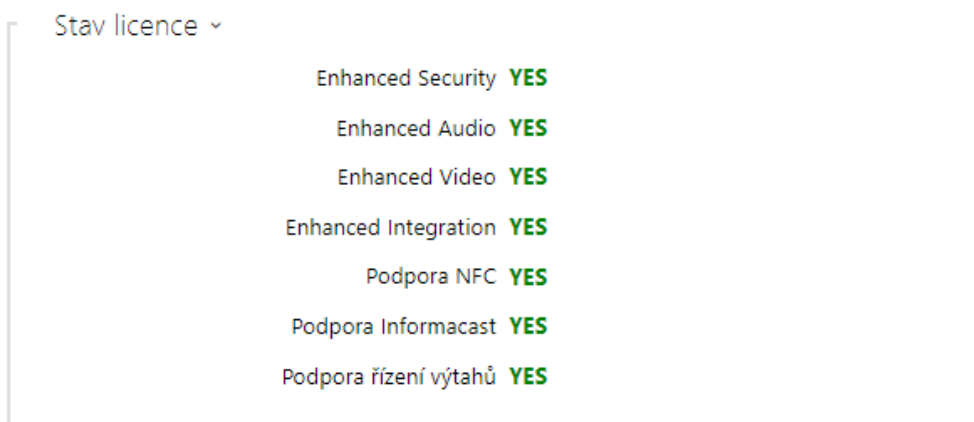 Stav licence
Enhanced Security YES
Enhanced Audio YES
Enhanced Video YES
Enhanced Integration YES
Podpora NFC YES
Podpora Informacast YES
Podpora řízení výtahů YES